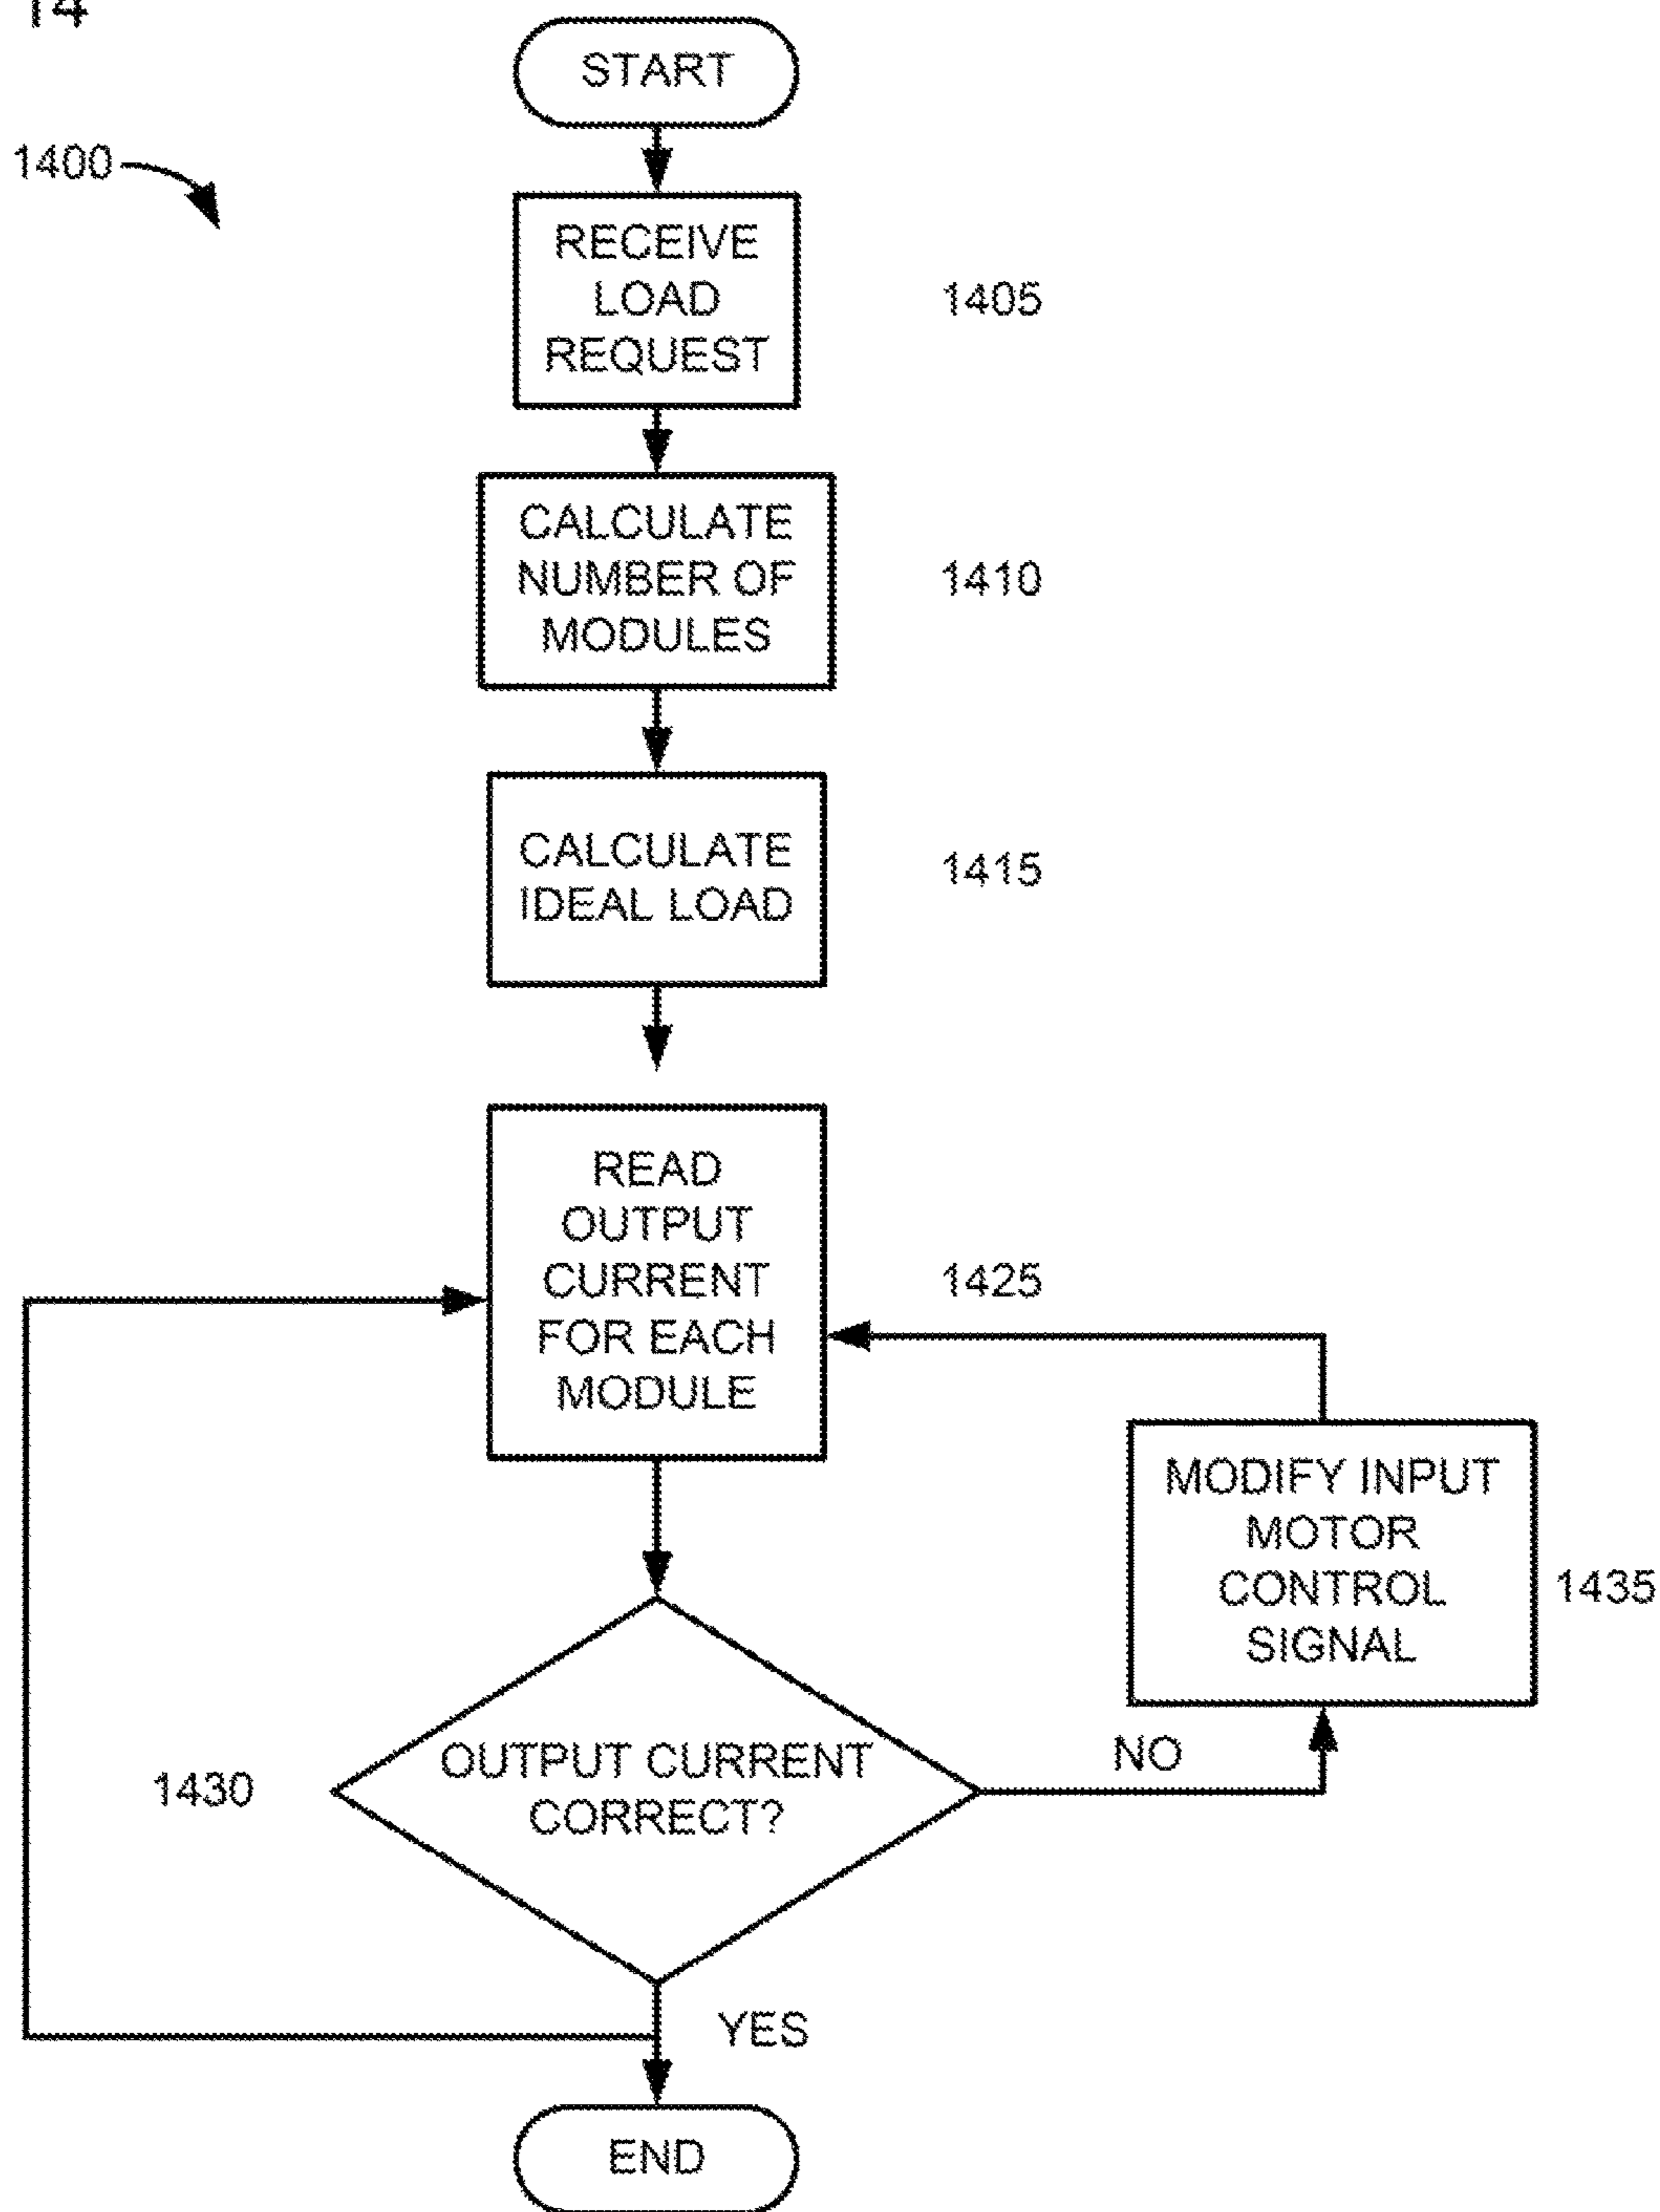 14
START
1400
RECEIVE
LOAD
REQUEST
1405
CALCULATE
NUMBER OF
MODULES
1410
CALCULATE
IDEAL LOAD
1415
READ
OUTPUT
CURRENT
FOR EACH
MODULE
1425
MODIFY INPUT
MOTOR
CONTROL
SIGNAL
1435
OUTPUT CURRENT
CORRECT?
1430
NO
YES
END